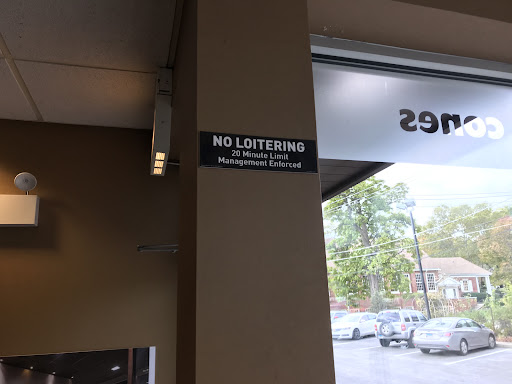 NO LOITERING
20 Minute Limit
Management Enforced
cones